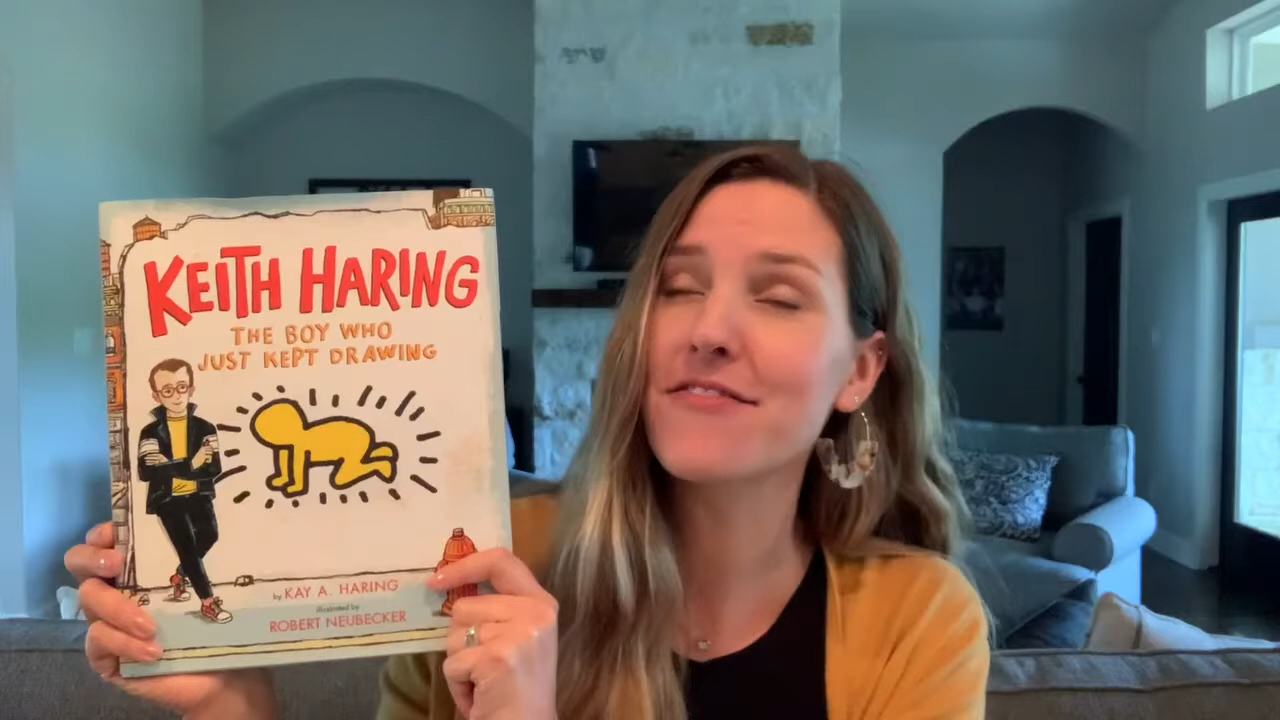 KEITH HARING
THE BOY WHO
JUST KEPT DRAWING
by KAY A. HARING
illustrated by
ROBERT NEUBECKER